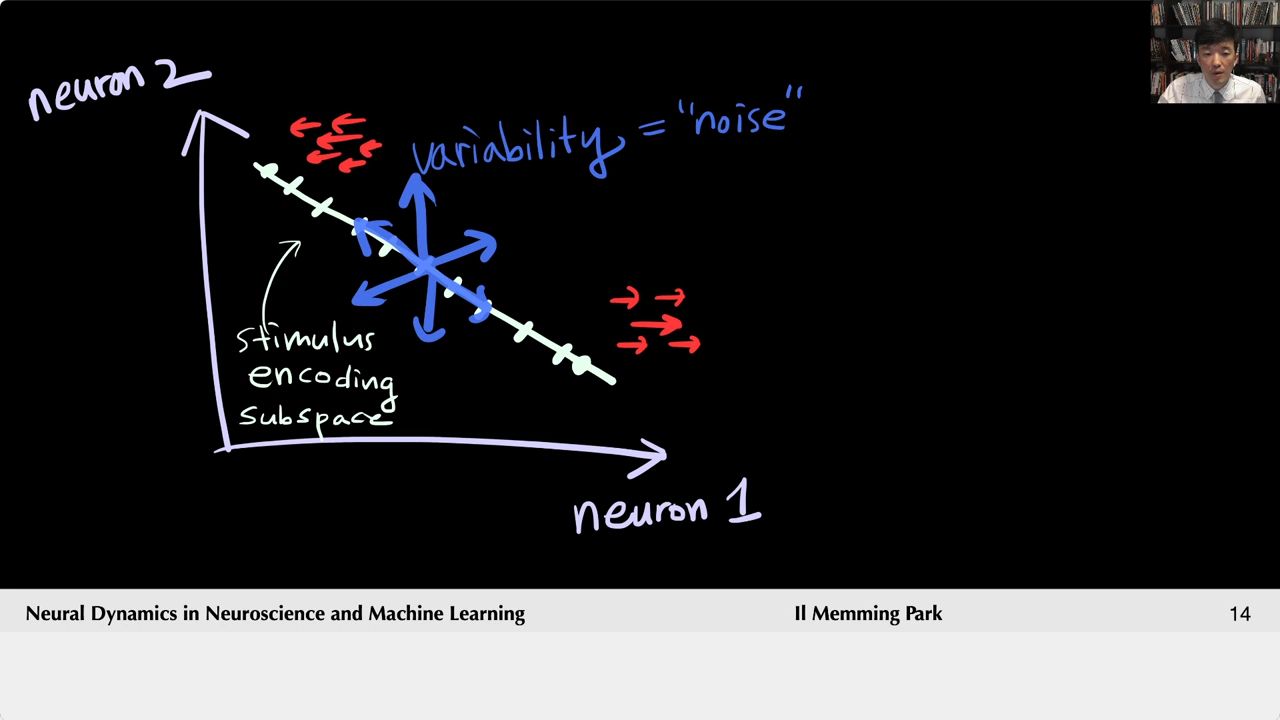 neuron 2
variability = "noise"
stimulus
encoding
subspace
neuron 1
Neural Dynamics in Neuroscience and Machine Learning
Il Memming Park
14